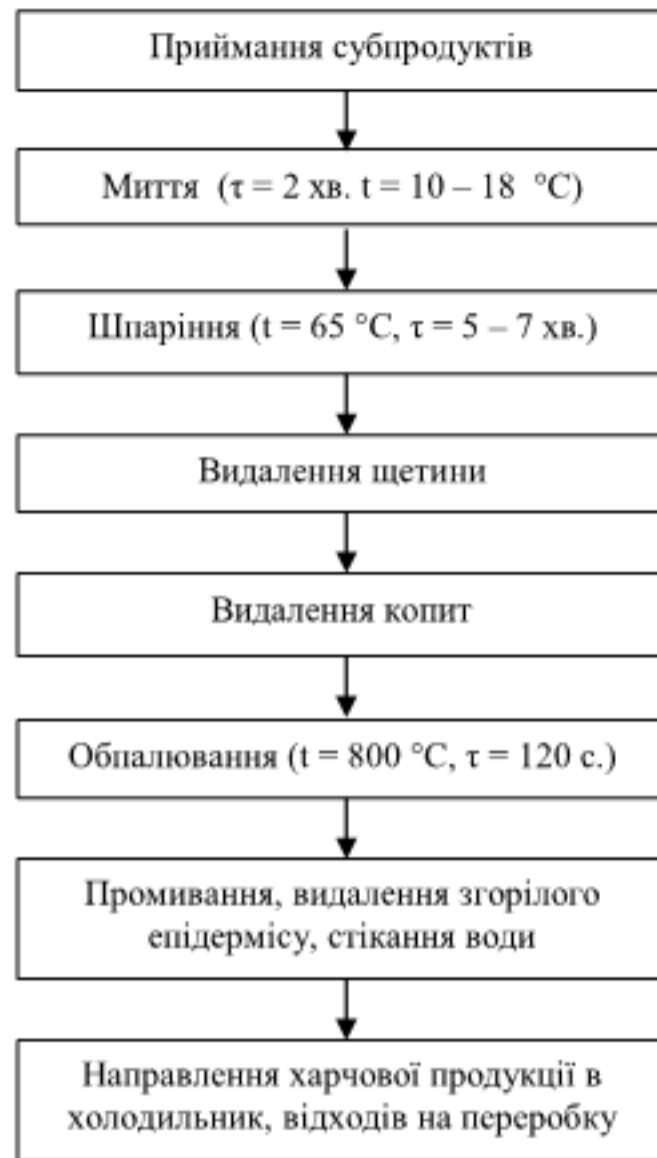 Приймання субпродуктів
Миття (τ = 2 хв. t = 10 – 18 °C)
Шпаріння (t = 65 °C, τ = 5 – 7 хв.)
Видалення щетини
Видалення копит
Обпалювання (t = 800 °C, τ = 120 с.)
Промивання, видалення згорілого
епідермісу, стікання води
Направлення харчової продукції в
холодильник, відходів на переробку